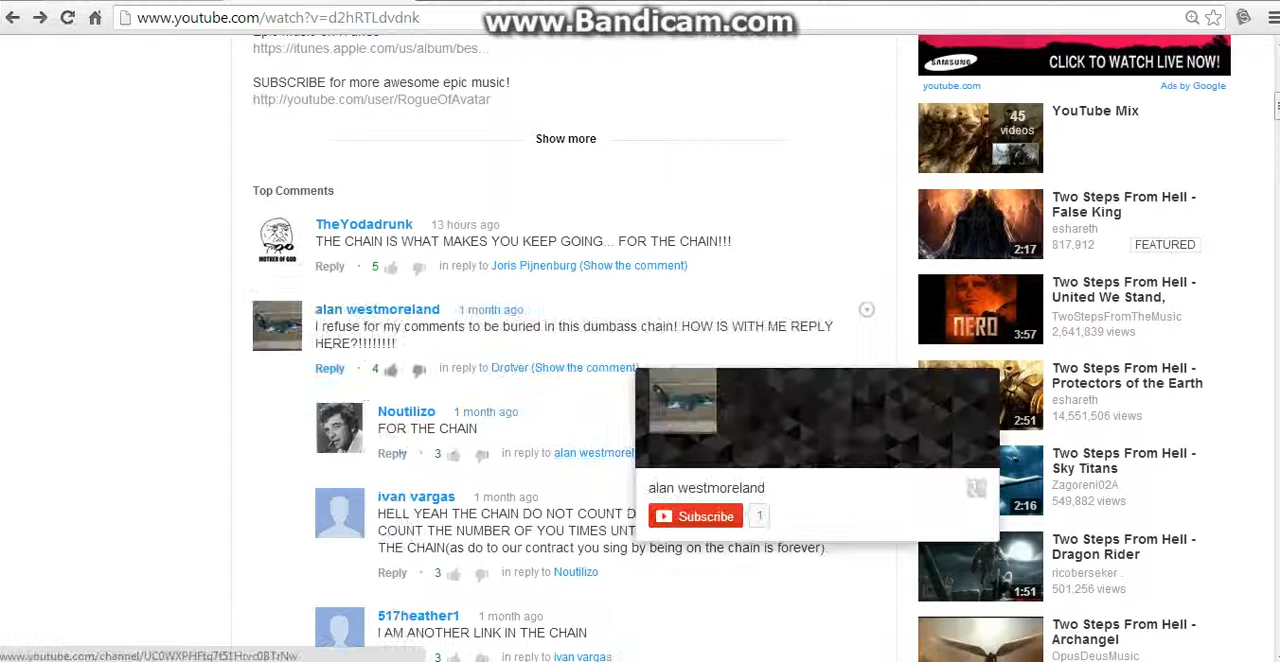 www.youtube.com/watch?v=d2hRTLdvdnk
www.Bandicam.com
https://itunes.apple.com/us/album/bes...
SUBSCRIBE for more awesome epic music!
http://youtube.com/user/RogueOfAvatar
Show more
Top Comments
TheYodadrunk 13 hours ago
THE CHAIN IS WHAT MAKES YOU KEEP GOING... FOR THE CHAIN!!!
MOTHER OF GOD
Reply · 5 in reply to Joris Pijnenburg (Show the comment)
alan westmoreland 1 month ago
I refuse for my comments to be buried in this dumbass chain! HOW IS WITH ME REPLY
HERE?!!!!!!!!
Reply · 4 in reply to Drotver (Show the comment)
Noutilizo 1 month ago
FOR THE CHAIN
Reply · 3 in reply to alan westmorel
ivan vargas 1 month ago
HELL YEAH THE CHAIN DO NOT COUNT D
COUNT THE NUMBER OF YOU TIMES UNT
THE CHAIN(as do to our contract you sing by being on the chain is forever).
Reply · 3 in reply to Noutilizo
517heather1 1 month ago
I AM ANOTHER LINK IN THE CHAIN
Reply · 3 in reply to ivan vargas
alan westmoreland
Subscribe 1
SAMSUNG CLICK TO WATCH LIVE NOW!
youtube.com Ads by Google
45
videos
YouTube Mix
Two Steps From Hell -
False King
eshareth
817,912 FEATURED
2:17
Two Steps From Hell -
United We Stand,
TwoStepsFromTheMusic
2,641,839 views
NERO
3:57
Two Steps From Hell -
Protectors of the Earth
eshareth
14,551,506 views
2:51
Two Steps From Hell -
Sky Titans
Zagoreni02A
549,882 views
2:16
Two Steps From Hell -
Dragon Rider
ricoberseker .
501,256 views
1:51
Two Steps From Hell -
Archangel
OpusDeusMusic